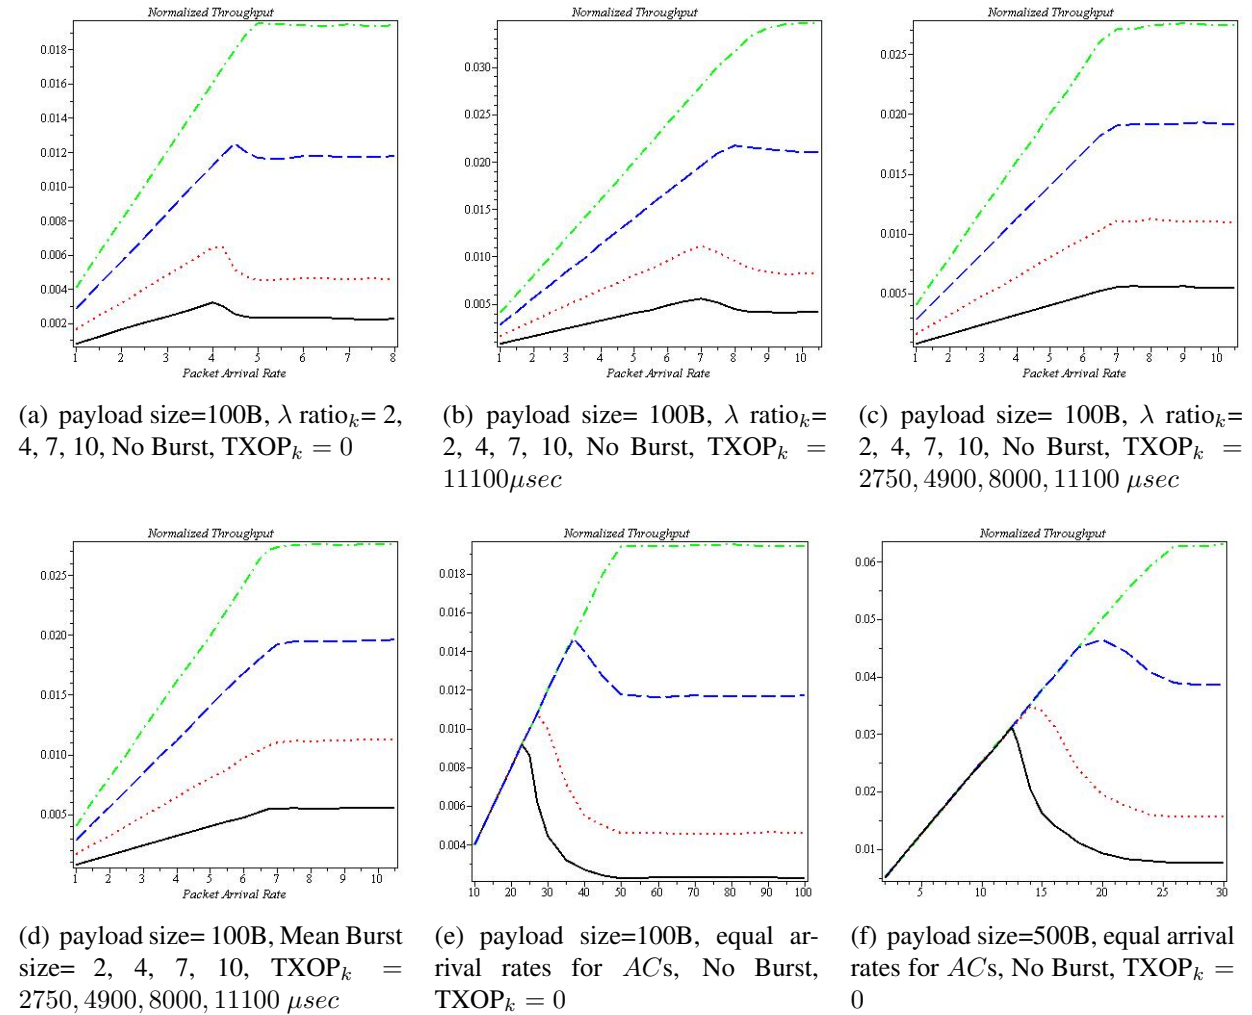 Normalized Throughput
0.018
0.016
0.014
0.012
0.010
0.008
0.006
0.004
0.002
1 2 3 4 5 6 7 8
Packet Arrival Rate
(a) payload size=100B, λ ratioₖ= 2,
4, 7, 10, No Burst, TXOPₖ = 0
Normalized Throughput
0.030
0.025
0.020
0.015
0.010
0.005
1 2 3 4 5 6 7 8 9 10
Packet Arrival Rate
(b) payload size= 100B, λ ratioₖ=
2, 4, 7, 10, No Burst, TXOPₖ =
11100μsec
Normalized Throughput
0.025
0.020
0.015
0.010
0.005
1 2 3 4 5 6 7 8 9 10
Packet Arrival Rate
(c) payload size= 100B, λ ratioₖ=
2, 4, 7, 10, No Burst, TXOPₖ =
2750, 4900, 8000, 11100 μsec
Normalized Throughput
0.025
0.020
0.015
0.010
0.005
1 2 3 4 5 6 7 8 9 10
Packet Arrival Rate
(d) payload size= 100B, Mean Burst
size= 2, 4, 7, 10, TXOPₖ =
2750, 4900, 8000, 11100 μsec
Normalized Throughput
0.018
0.016
0.014
0.012
0.010
0.008
0.006
0.004
10 20 30 40 50 60 70 80 90 100
(e) payload size=100B, equal ar-
rival rates for ACs, No Burst,
TXOPₖ = 0
Normalized Throughput
0.06
0.05
0.04
0.03
0.02
0.01
5 10 15 20 25 30
(f) payload size=500B, equal arrival
rates for ACs, No Burst, TXOPₖ =
0